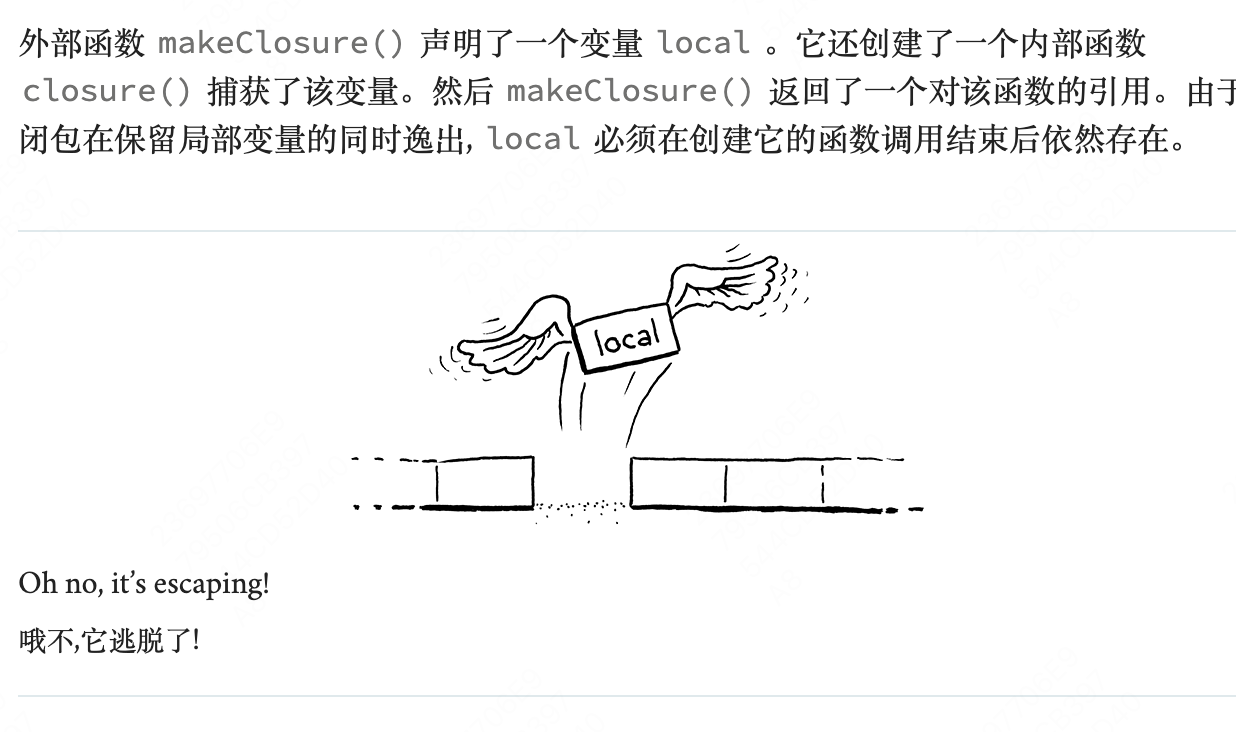 外部函数 makeClosure() 声明了一个变量 local 。它还创建了一个内部函数
closure() 捕获了该变量。然后 makeClosure() 返回了一个对该函数的引用。由于
闭包在保留局部变量的同时逸出, local 必须在创建它的函数调用结束后依然存在。
local
Oh no, it’s escaping!
哦不,它逃脱了!